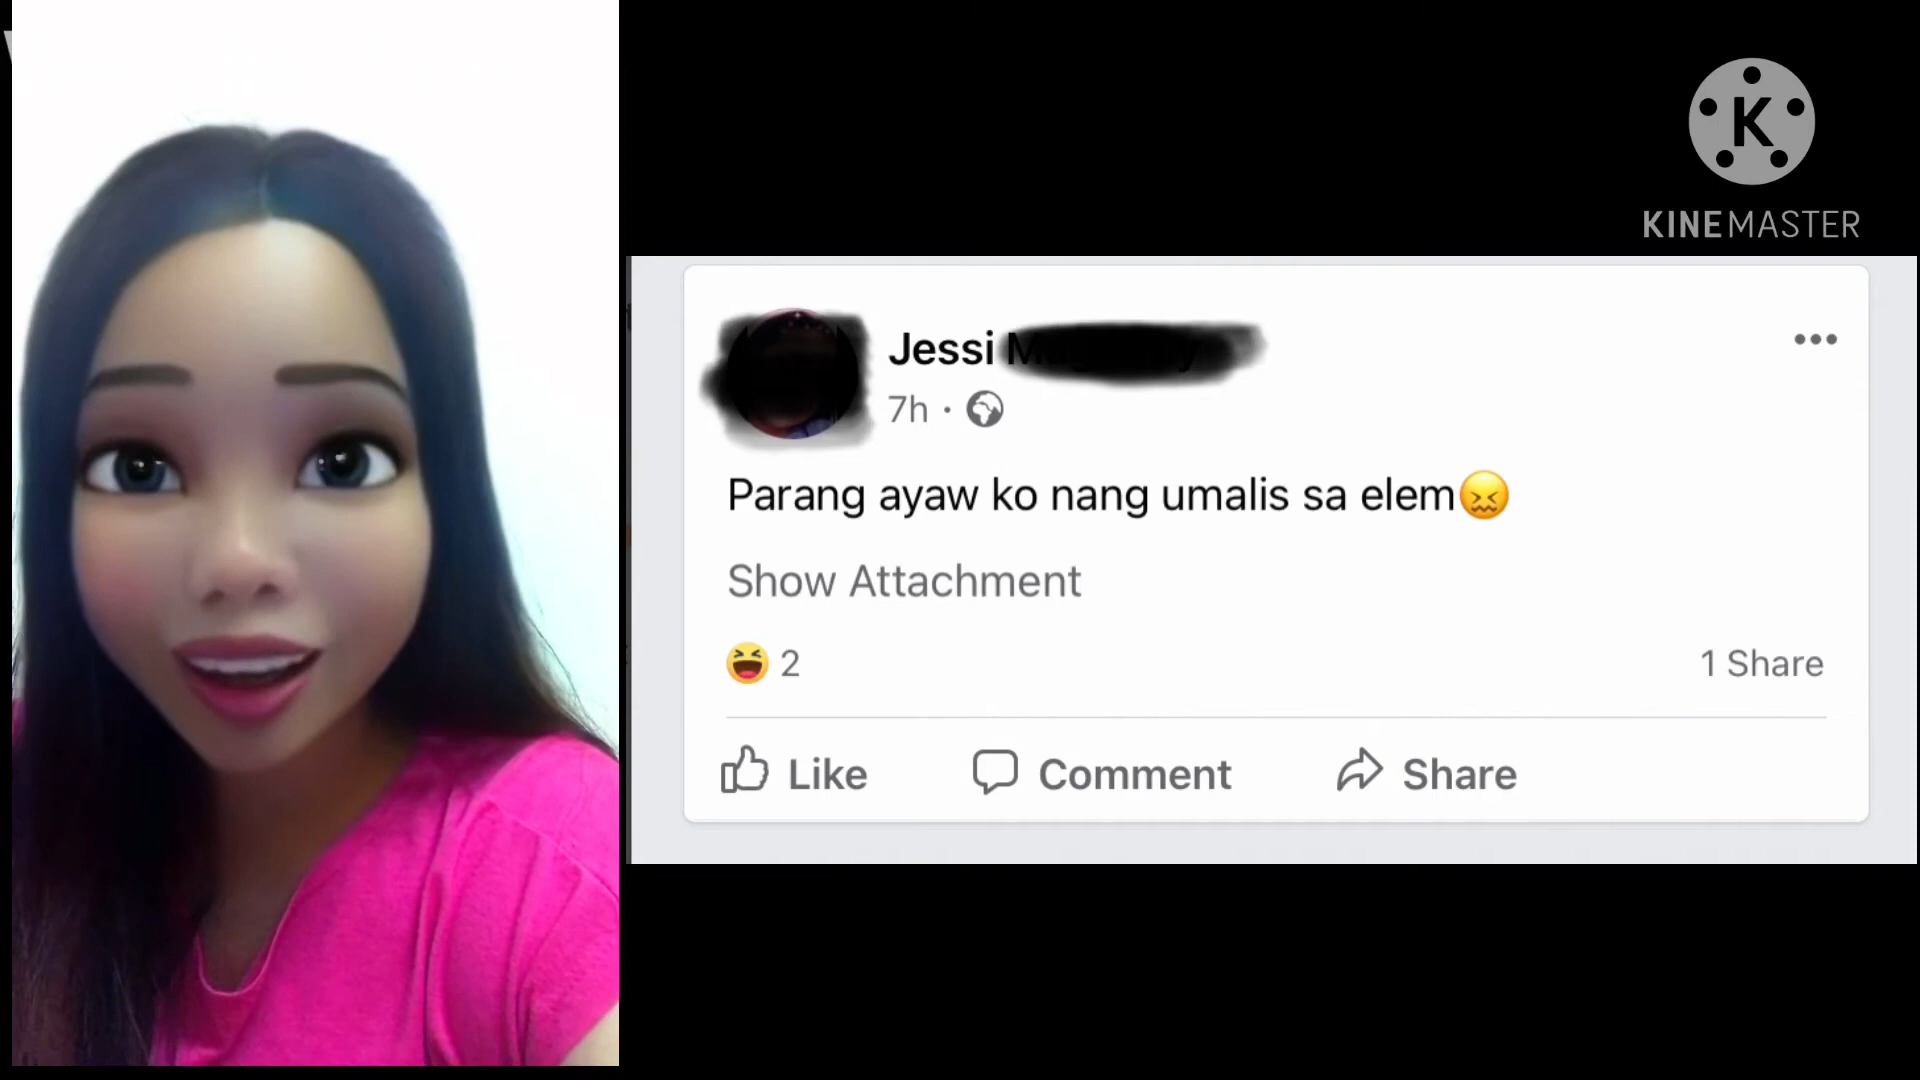 KINEMASTER
Jessi
7h
Parang ayaw ko nang umalis sa elem
Show Attachment
2
1 Share
Like
Comment
Share